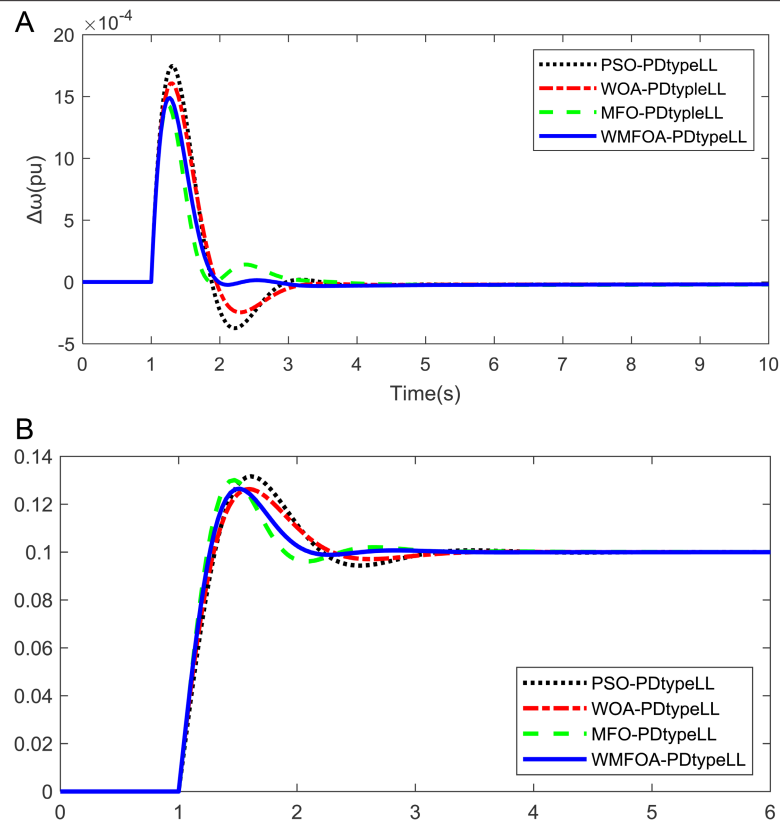 A
×10⁻⁴
20
15
10
5
0
-5
Δω(pu)
PSO-PDtypeLL
WOA-PDtypleLL
MFO-PDtypleLL
WMFOA-PDtypeLL
0 1 2 3 4 5 6 7 8 9 10
Time(s)
B
0.14
0.12
0.1
0.08
0.06
0.04
0.02
0
PSO-PDtypeLL
WOA-PDtypeLL
MFO-PDtypeLL
WMFOA-PDtypeLL
0 1 2 3 4 5 6